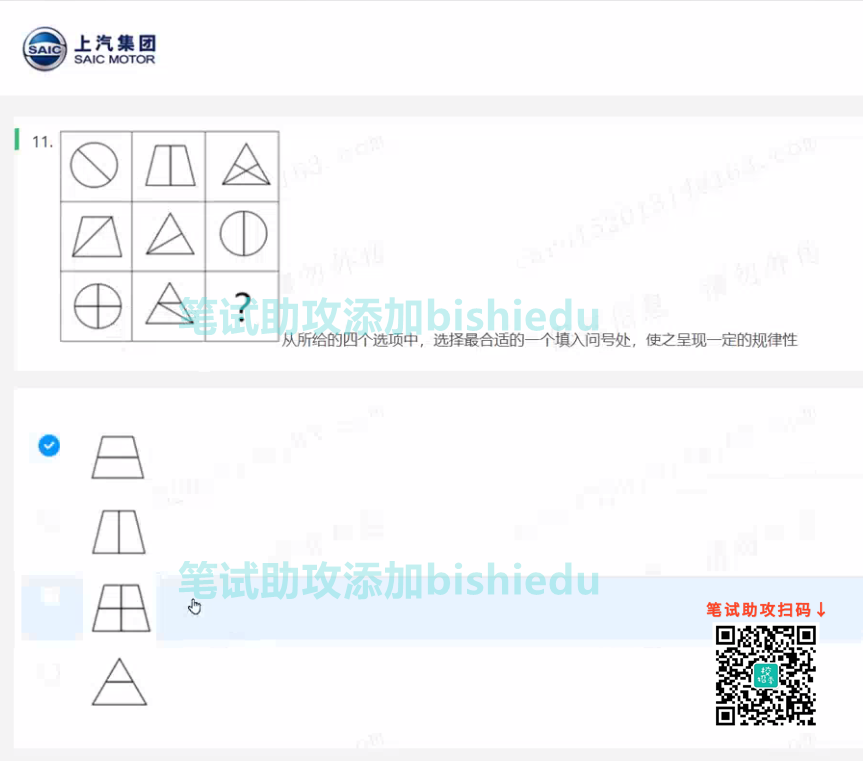 SAIC 上汽集团
SAIC MOTOR
11.
?
笔试助攻添加bishiedu
从所给的四个选项中，选择最合适的一个填入问号处，使之呈现一定的规律性
笔试助攻添加bishiedu
笔试助攻扫码↓